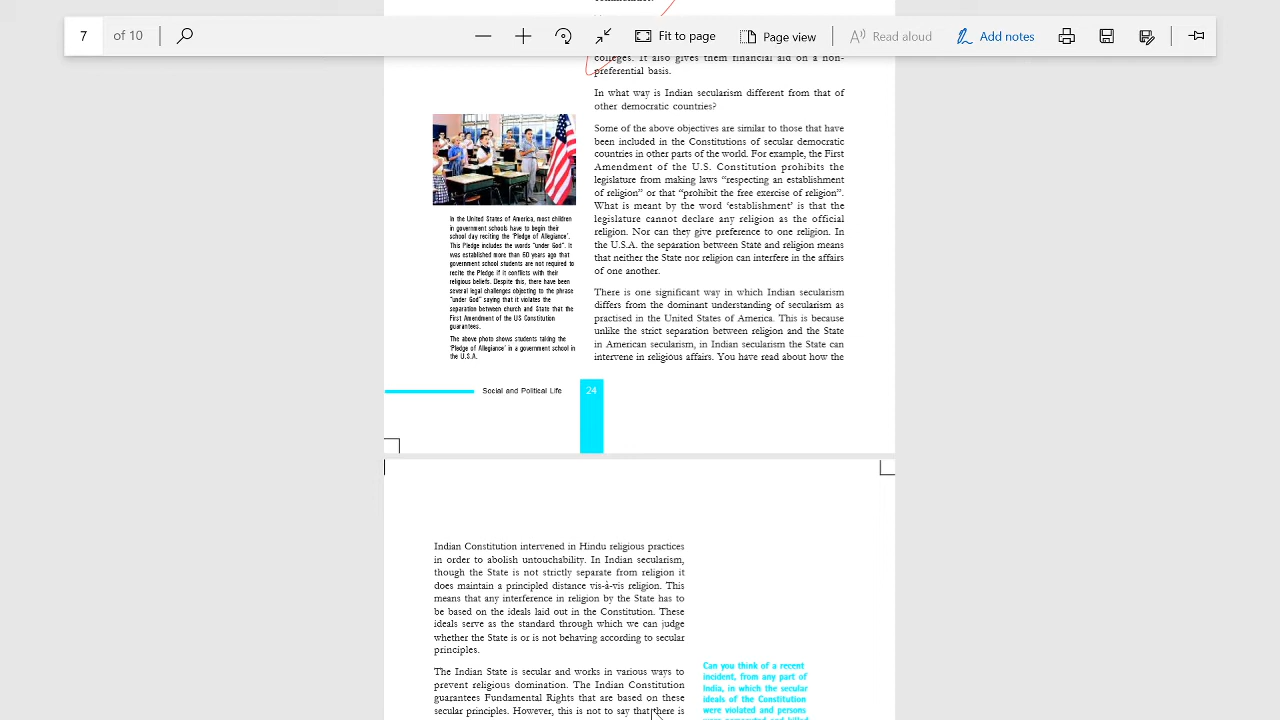 7 of 10 Fit to page Page view Read aloud Add notes
colleges. It also gives them financial aid on a non-
preferential basis.
In what way is Indian secularism different from that of
other democratic countries?
Some of the above objectives are similar to those that have
been included in the Constitutions of secular democratic
countries in other parts of the world. For example, the First
Amendment of the U.S. Constitution prohibits the
legislature from making laws “respecting an establishment
of religion” or that “prohibit the free exercise of religion”.
What is meant by the word ‘establishment’ is that the
legislature cannot declare any religion as the official
religion. Nor can they give preference to one religion. In
the U.S.A. the separation between State and religion means
that neither the State nor religion can interfere in the affairs
of one another.
There is one significant way in which Indian secularism
differs from the dominant understanding of secularism as
practised in the United States of America. This is because
unlike the strict separation between religion and the State
in American secularism, in Indian secularism the State can
intervene in religious affairs. You have read about how the
In the United States of America, most children
in government schools have to begin their
school day reciting the ‘Pledge of Allegiance’.
This Pledge includes the words “under God”. It
was established more than 60 years ago that
government school students are not required to
recite the Pledge if it conflicts with their
religious beliefs. Despite this, there have been
several legal challenges objecting to the phrase
“under God” saying that it violates the
separation between church and State that the
First Amendment of the US Constitution
guarantees.
The above photo shows students taking the
‘Pledge of Allegiance’ in a government school in
the U.S.A.
Social and Political Life 24
Indian Constitution intervened in Hindu religious practices
in order to abolish untouchability. In Indian secularism,
though the State is not strictly separate from religion it
does maintain a principled distance vis-à-vis religion. This
means that any interference in religion by the State has to
be based on the ideals laid out in the Constitution. These
ideals serve as the standard through which we can judge
whether the State is or is not behaving according to secular
principles.
The Indian State is secular and works in various ways to
prevent religious domination. The Indian Constitution
guarantees Fundamental Rights that are based on these
secular principles. However, this is not to say that there is
Can you think of a recent
incident, from any part of
India, in which the secular
ideals of the Constitution
were violated and persons